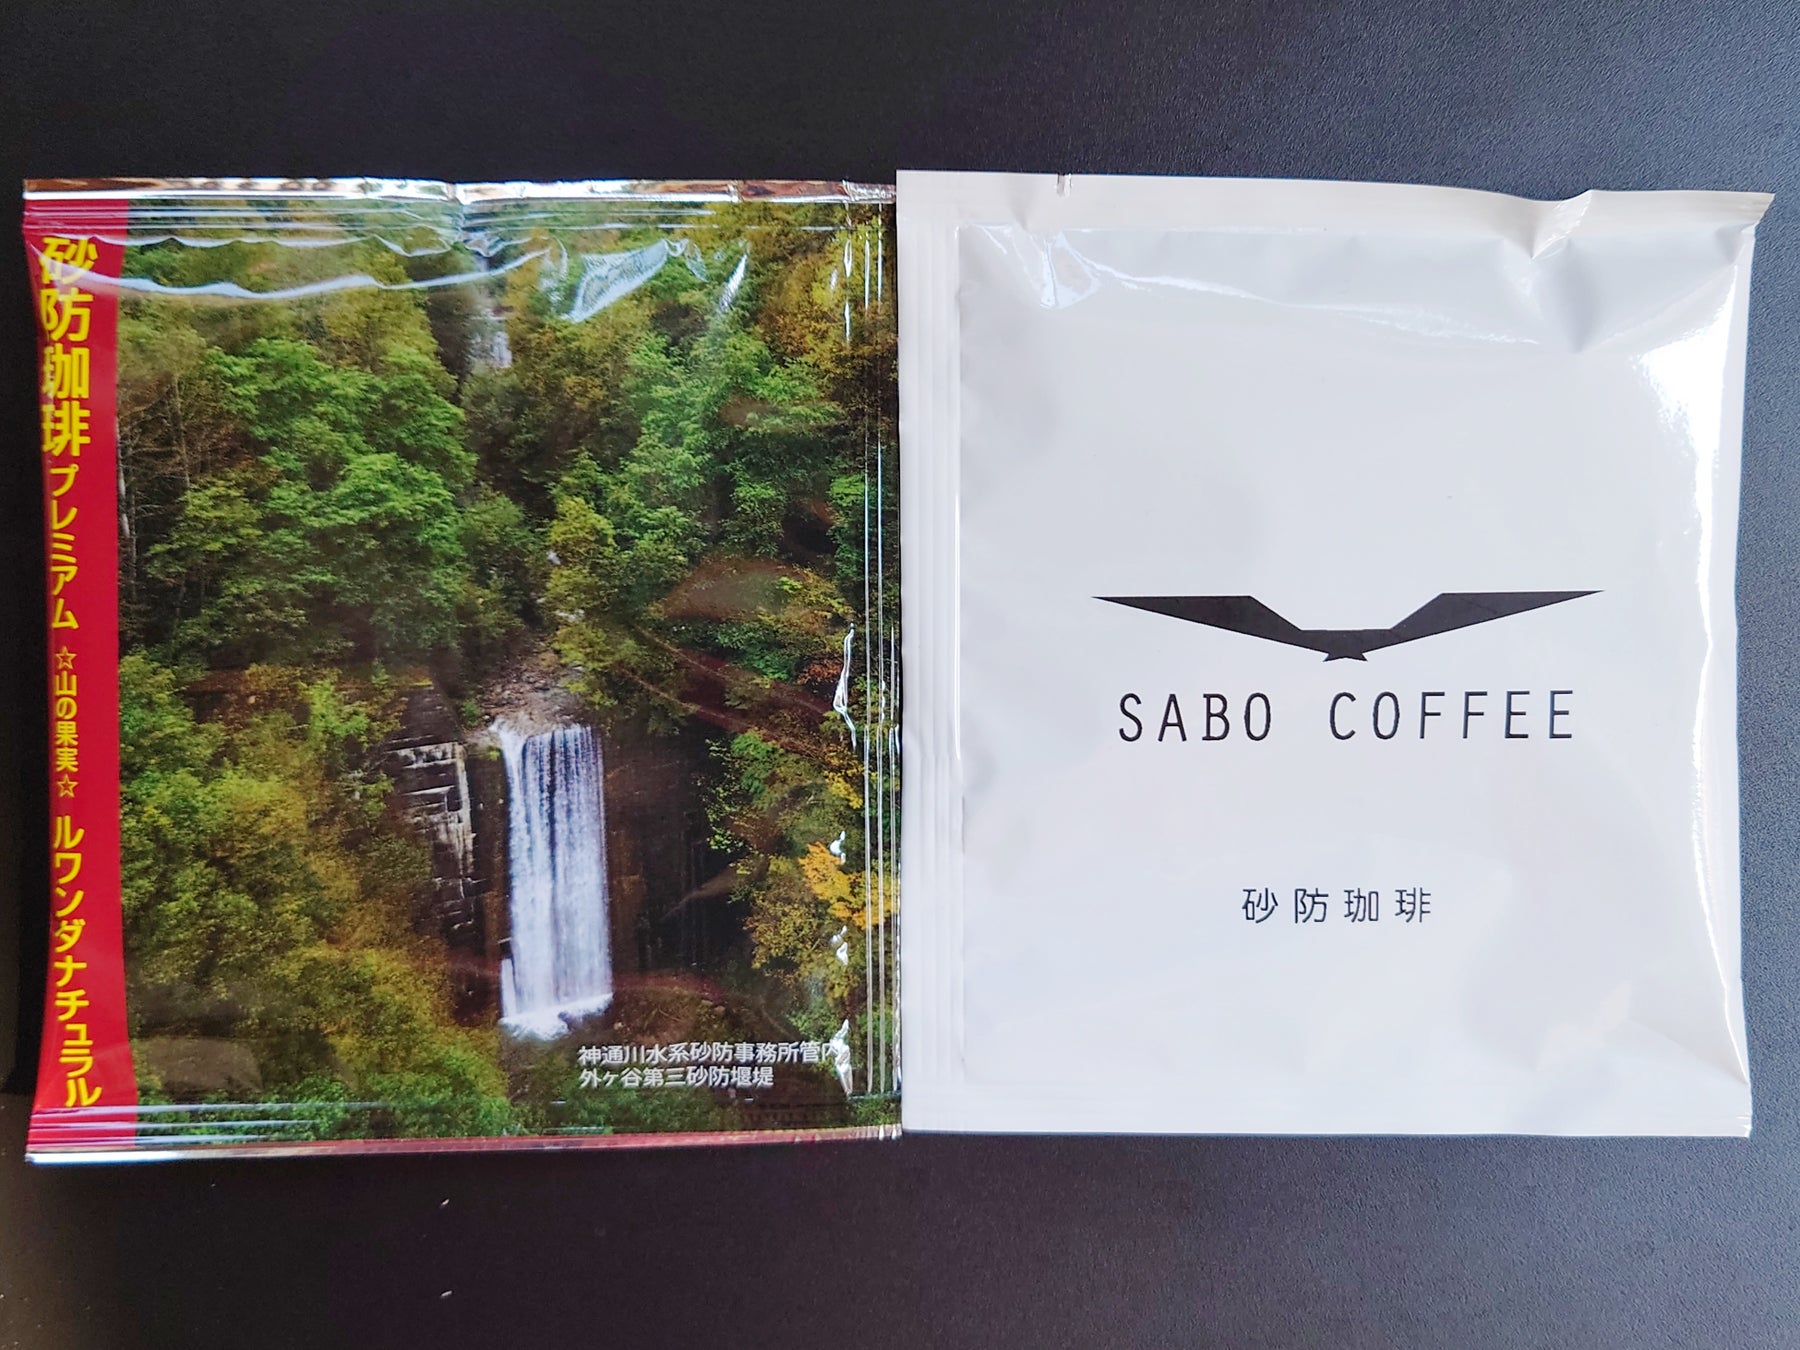 砂防珈琲プレミアム ☆山の果実☆ ルワンダナチュラル
神通川水系砂防事務所管内
外ヶ谷第三砂防堰堤
SABO COFFEE
砂防珈琲